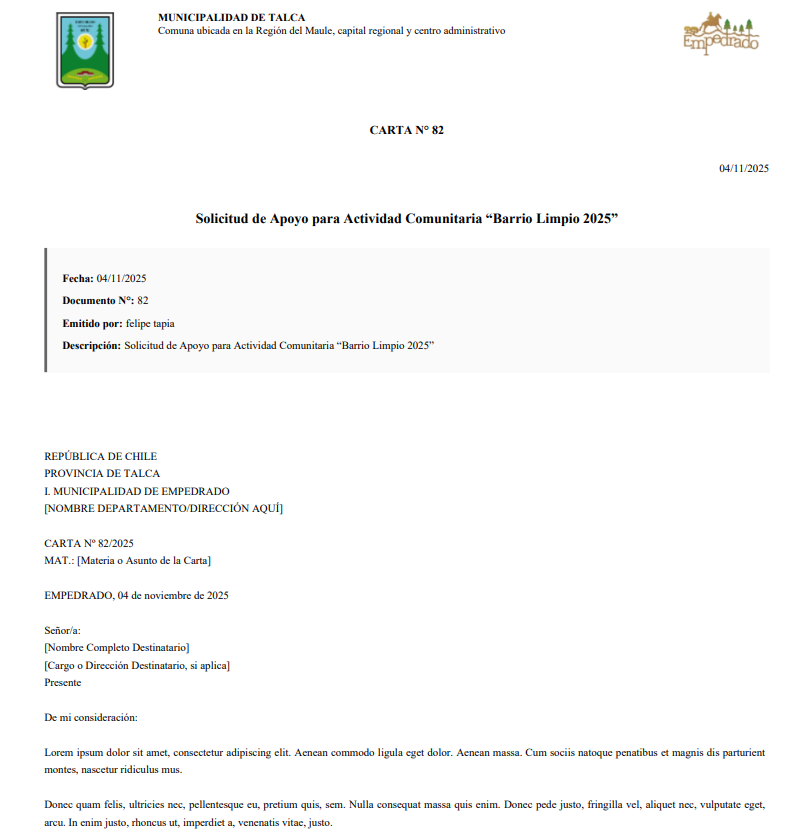 MUNICIPALIDAD DE TALCA
Comuna ubicada en la Región del Maule, capital regional y centro administrativo
Empedrado
CARTA N° 82
04/11/2025
Solicitud de Apoyo para Actividad Comunitaria “Barrio Limpio 2025”
Fecha: 04/11/2025
Documento N°: 82
Emitido por: felipe tapia
Descripción: Solicitud de Apoyo para Actividad Comunitaria “Barrio Limpio 2025”
REPÚBLICA DE CHILE
PROVINCIA DE TALCA
I. MUNICIPALIDAD DE EMPEDRADO
[NOMBRE DEPARTAMENTO/DIRECCIÓN AQUÍ]
CARTA Nº 82/2025
MAT.: [Materia o Asunto de la Carta]
EMPEDRADO, 04 de noviembre de 2025
Señor/a:
[Nombre Completo Destinatario]
[Cargo o Dirección Destinatario, si aplica]
Presente
De mi consideración:
Lorem ipsum dolor sit amet, consectetur adipiscing elit. Aenean commodo ligula eget dolor. Aenean massa. Cum sociis natoque penatibus et magnis dis parturient
montes, nascetur ridiculus mus.
Donec quam felis, ultricies nec, pellentesque eu, pretium quis, sem. Nulla consequat massa quis enim. Donec pede justo, fringilla vel, aliquet nec, vulputate eget,
arcu. In enim justo, rhoncus ut, imperdiet a, venenatis vitae, justo.